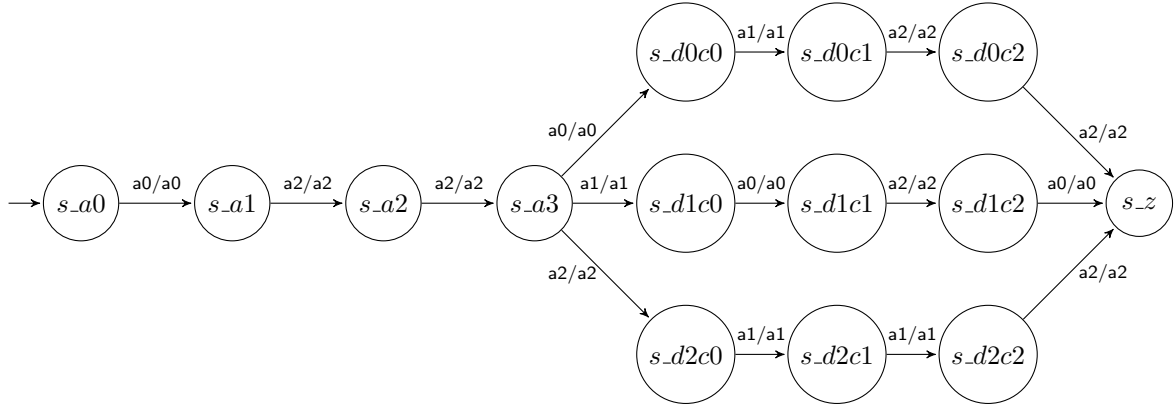 a1/a1 a2/a2
s_d0c0 s_d0c1 s_d0c2
a0/a0 a2/a2
a0/a0 a2/a2 a2/a2 a1/a1 a0/a0 a2/a2 a0/a0
s_a0 s_a1 s_a2 s_a3 s_d1c0 s_d1c1 s_d1c2 s_z
a2/a2 a2/a2
a1/a1 a1/a1
s_d2c0 s_d2c1 s_d2c2